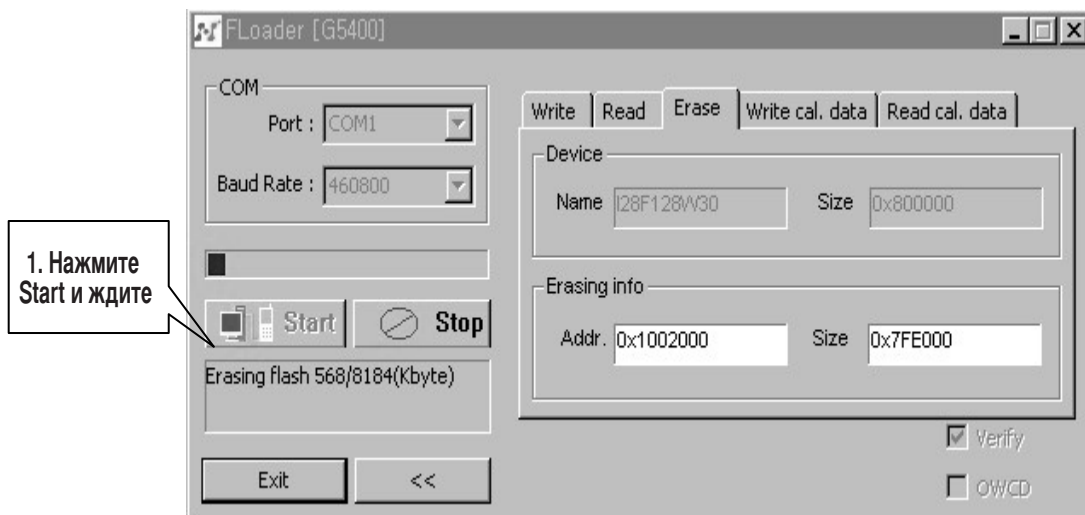 FLoader [G5400]
COM
Port : COM1
Baud Rate : 460800
1. Нажмите
Start и ждите
Start
Stop
Erasing flash 568/8184(Kbyte)
Exit
<<
Write Read Erase Write cal. data Read cal. data
Device
Name I28F128W30 Size 0x800000
Erasing info
Addr. 0x1002000 Size 0x7FE000
Verify
OWCD